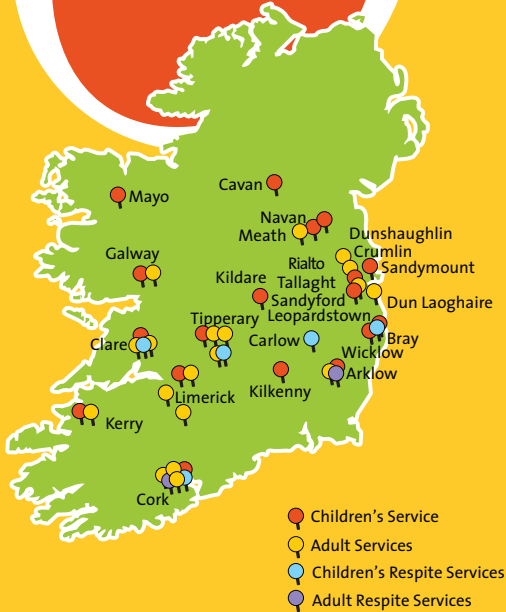 Cavan
Mayo
Navan
Meath
Dunshaughlin
Crumlin
Galway
Rialto
Sandymount
Kildare
Tallaght
Sandyford
Dun Laoghaire
Tipperary
Leopardstown
Clare
Carlow
Bray
Wicklow
Arklow
Kilkenny
Limerick
Kerry
Cork
Children's Service
Adult Services
Children's Respite Services
Adult Respite Services